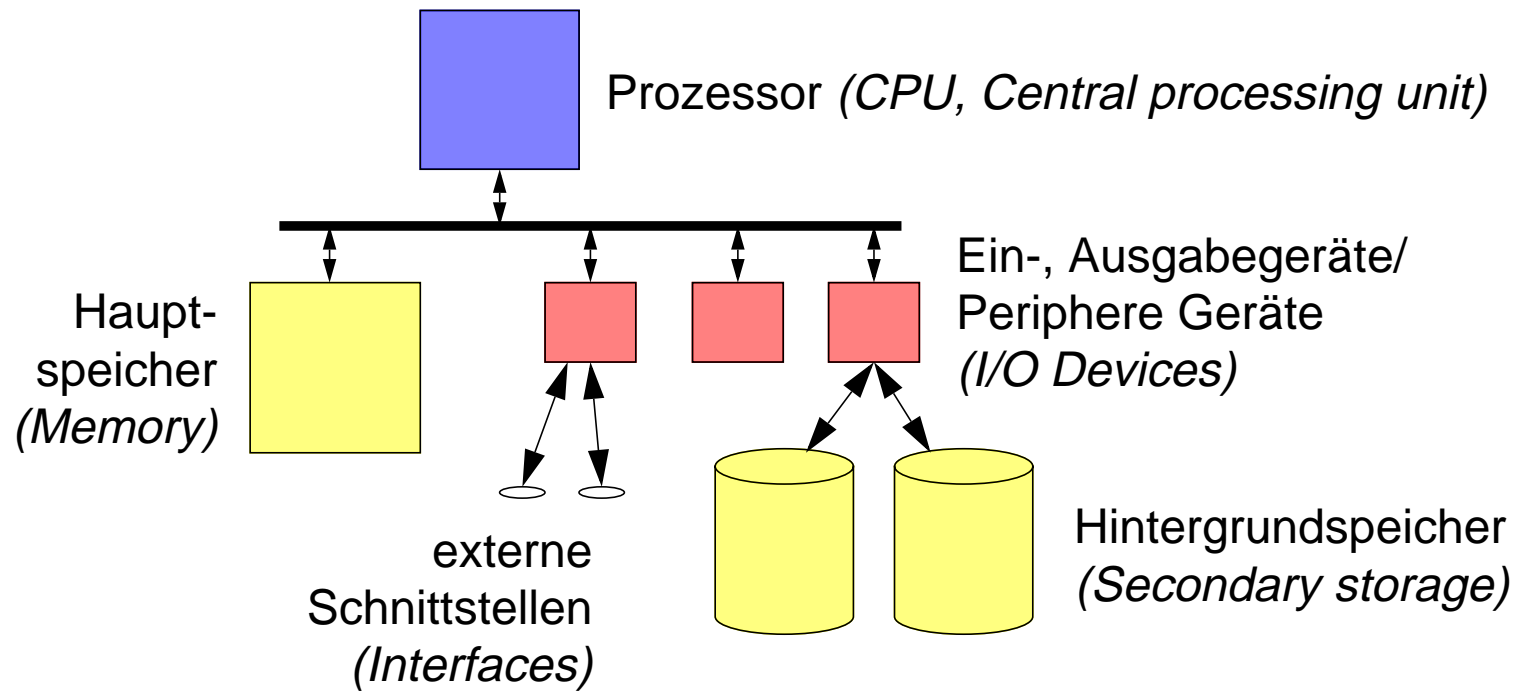 Prozessor (CPU, Central processing unit)
Ein-, Ausgabegeräte/
Periphere Geräte
(I/O Devices)
Haupt-
speicher
(Memory)
externe
Schnittstellen
(Interfaces)
Hintergrundspeicher
(Secondary storage)